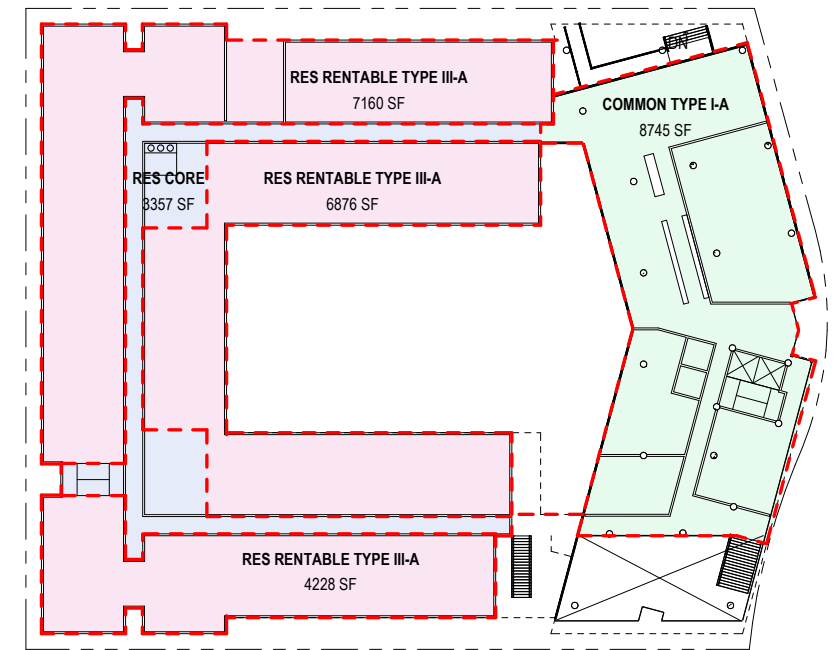 DN
RES RENTABLE TYPE III-A
7160 SF
COMMON TYPE I-A
8745 SF
RES CORE
3357 SF
RES RENTABLE TYPE III-A
6876 SF
RES RENTABLE TYPE III-A
4228 SF